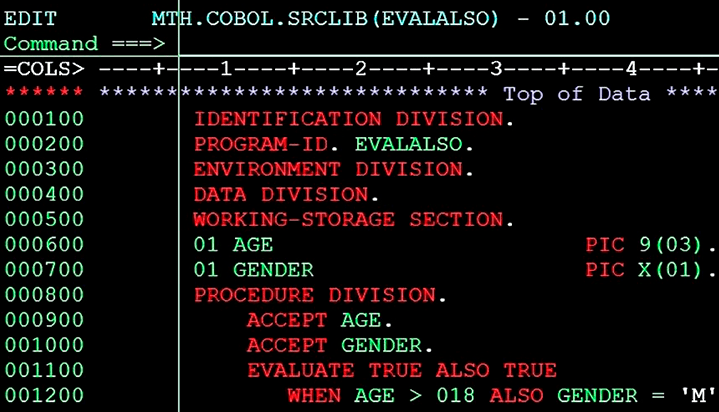 EDIT MTH.COBOL.SRCLIB(EVALALSO) - 01.00
Command ===>
=COLS> ----+----1----+----2----+----3----+----4----+-
****** ***************************** Top of Data ****
000100 IDENTIFICATION DIVISION.
000200 PROGRAM-ID. EVALALSO.
000300 ENVIRONMENT DIVISION.
000400 DATA DIVISION.
000500 WORKING-STORAGE SECTION.
000600 01 AGE PIC 9(03).
000700 01 GENDER PIC X(01).
000800 PROCEDURE DIVISION.
000900 ACCEPT AGE.
001000 ACCEPT GENDER.
001100 EVALUATE TRUE ALSO TRUE
001200 WHEN AGE > 018 ALSO GENDER = 'M'